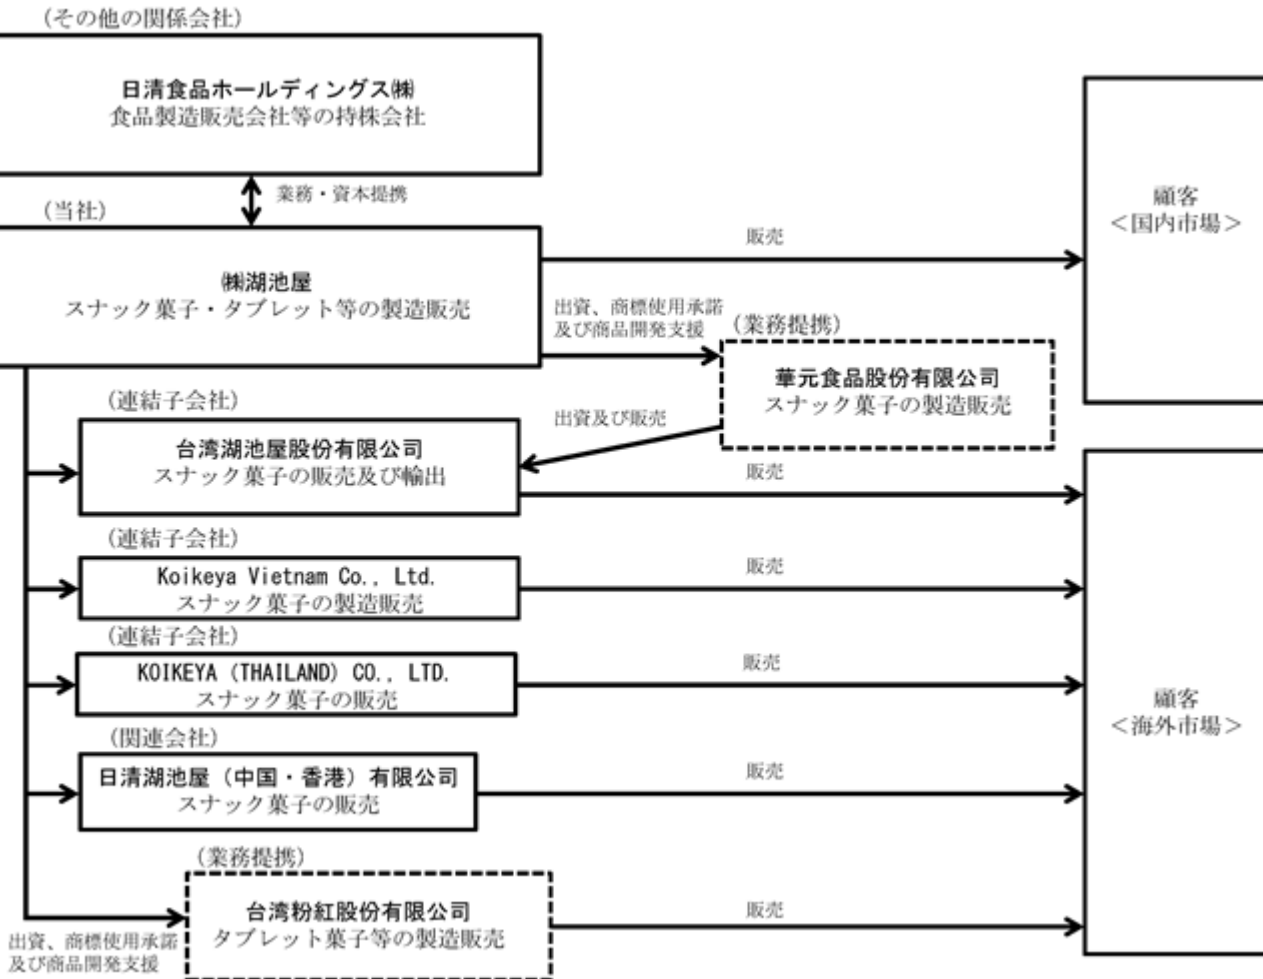 (その他の関係会社)
日清食品ホールディングス㈱
食品製造販売会社等の持株会社
業務・資本提携
(当社)
㈱湖池屋
スナック菓子・タブレット等の製造販売
販売
顧客
<国内市場>
出資、商標使用承諾
及び商品開発支援
(業務提携)
華元食品股份有限公司
スナック菓子の製造販売
(連結子会社)
台湾湖池屋股份有限公司
スナック菓子の販売及び輸出
出資及び販売
販売
(連結子会社)
Koikeya Vietnam Co., Ltd.
スナック菓子の製造販売
販売
(連結子会社)
KOIKEYA (THAILAND) CO., LTD.
スナック菓子の販売
販売
顧客
<海外市場>
(関連会社)
日清湖池屋(中国・香港)有限公司
スナック菓子の販売
販売
(業務提携)
台湾粉紅股份有限公司
タブレット菓子等の製造販売
販売
出資、商標使用承諾
及び商品開発支援